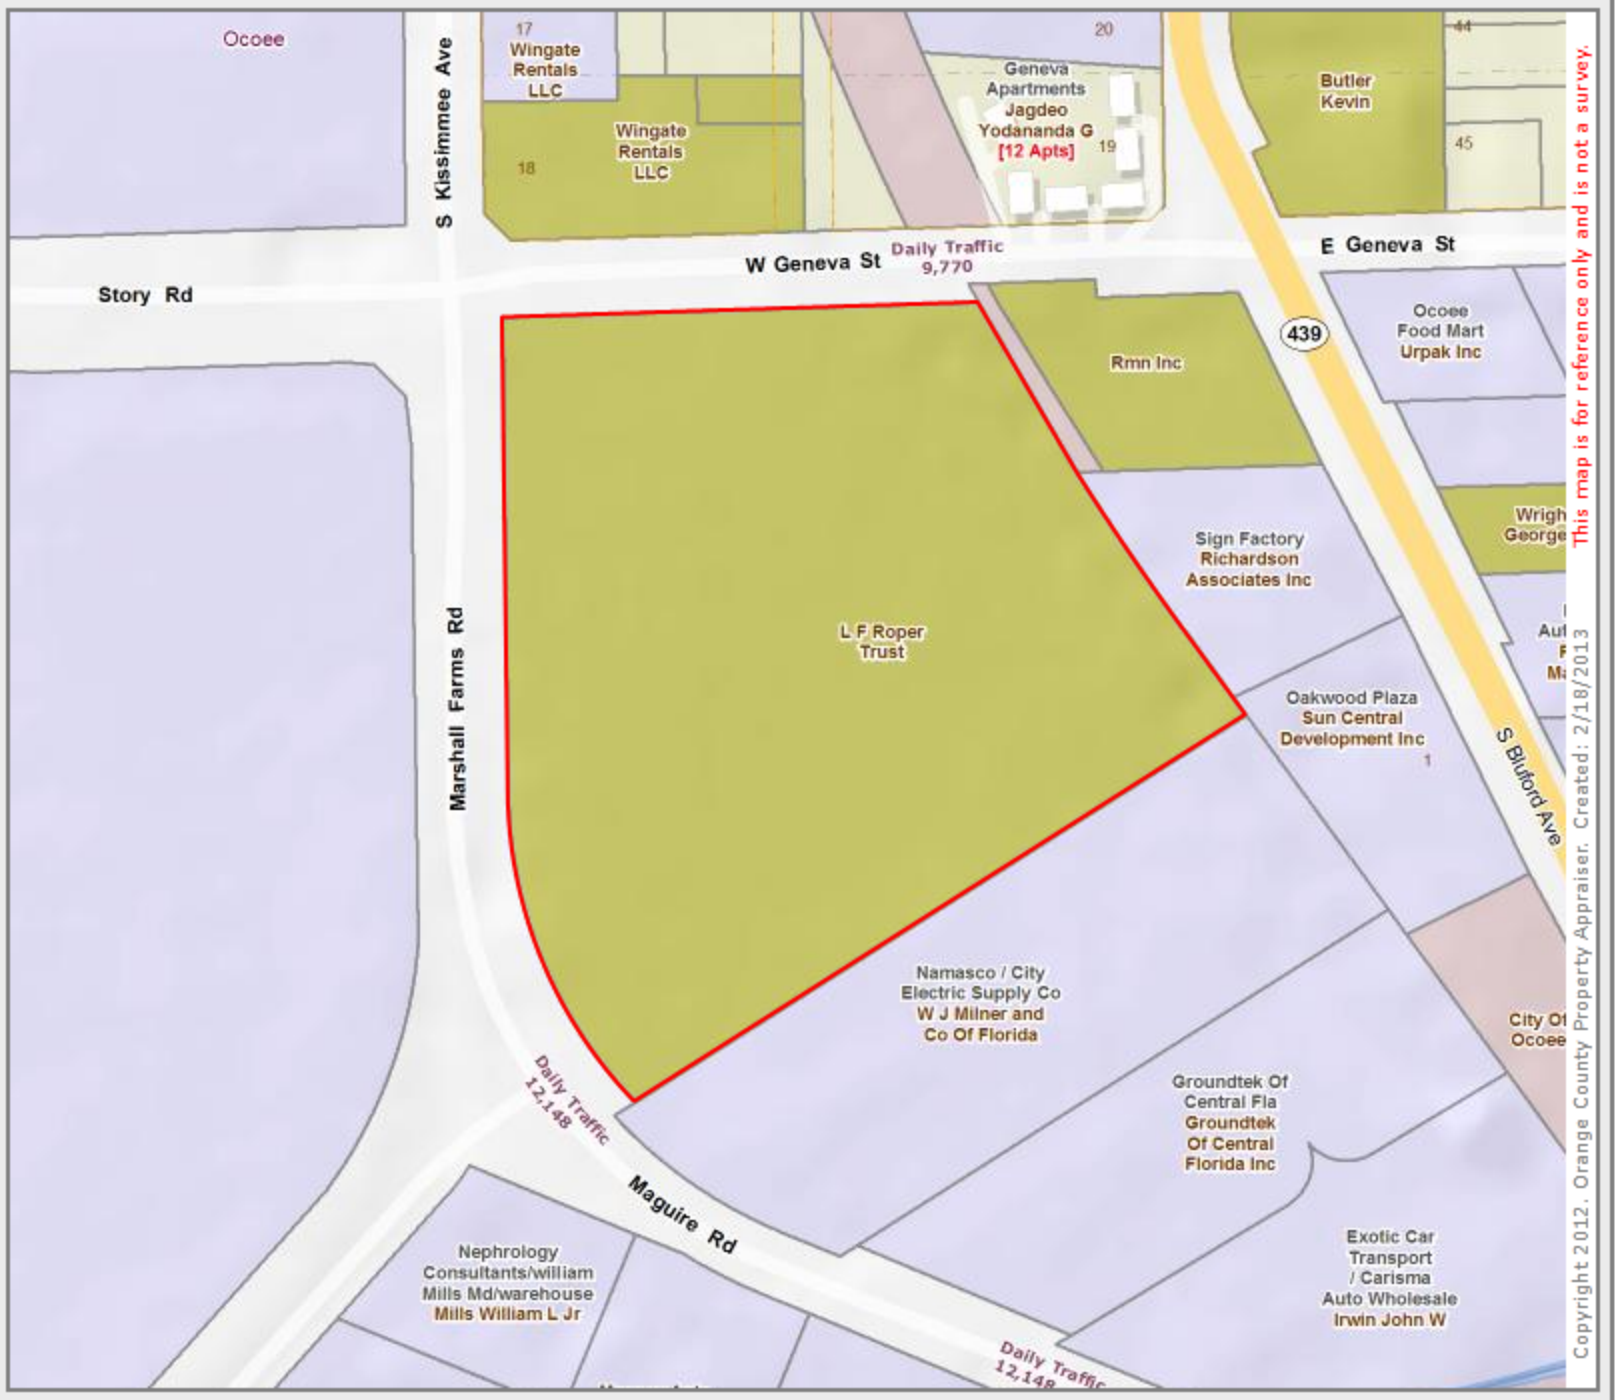 Ocoee
S Kissimmee Ave
17
Wingate
Rentals
LLC
18
Wingate
Rentals
LLC
Geneva
Apartments
Jagdeo
Yodananda G
[12 Apts]
19
20
Butler
Kevin
44
45
Story Rd
W Geneva St
Daily Traffic
9,770
E Geneva St
439
Rmn Inc
Ocoee
Food Mart
Urpak Inc
Sign Factory
Richardson
Associates Inc
Wrigh
George
L F Roper
Trust
Marshall Farms Rd
Oakwood Plaza
Sun Central
Development Inc
1
S Bluford Ave
Namasco / City
Electric Supply Co
W J Milner and
Co Of Florida
City Of
Ocoee
Groundtek Of
Central Fla
Groundtek
Of Central
Florida Inc
Daily Traffic
12,148
Maguire Rd
Nephrology
Consultants/william
Mills Md/warehouse
Mills William L Jr
Exotic Car
Transport
/ Carisma
Auto Wholesale
Irwin John W
Daily Traffic
12,148
Copyright 2012. Orange County Property Appraiser. Created: 2/18/2013
This map is for reference only and is not a survey.